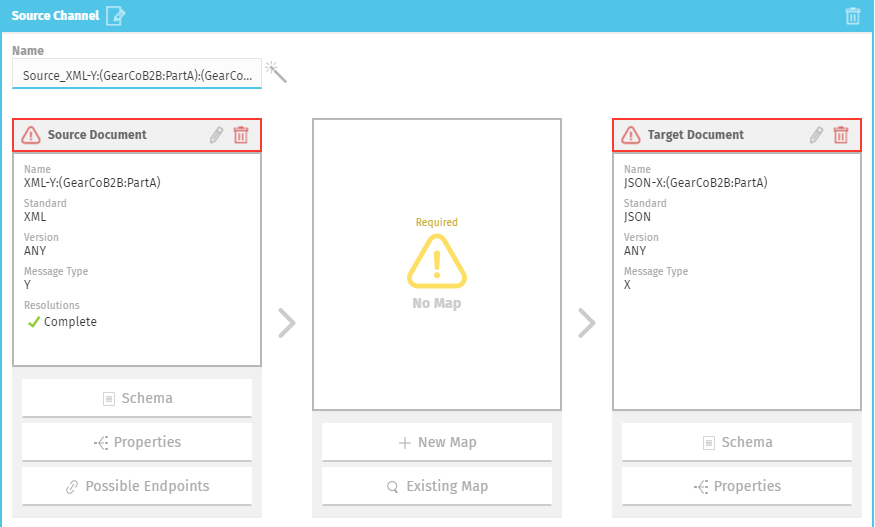 Source Channel
Name
Source_XML-Y:(GearCoB2B:PartA):(GearCo...
Source Document
Name
XML-Y:(GearCoB2B:PartA)
Standard
XML
Version
ANY
Message Type
Y
Resolutions
Complete
Schema
Properties
Possible Endpoints
Required
No Map
New Map
Existing Map
Target Document
Name
JSON-X:(GearCoB2B:PartA)
Standard
JSON
Version
ANY
Message Type
X
Schema
Properties